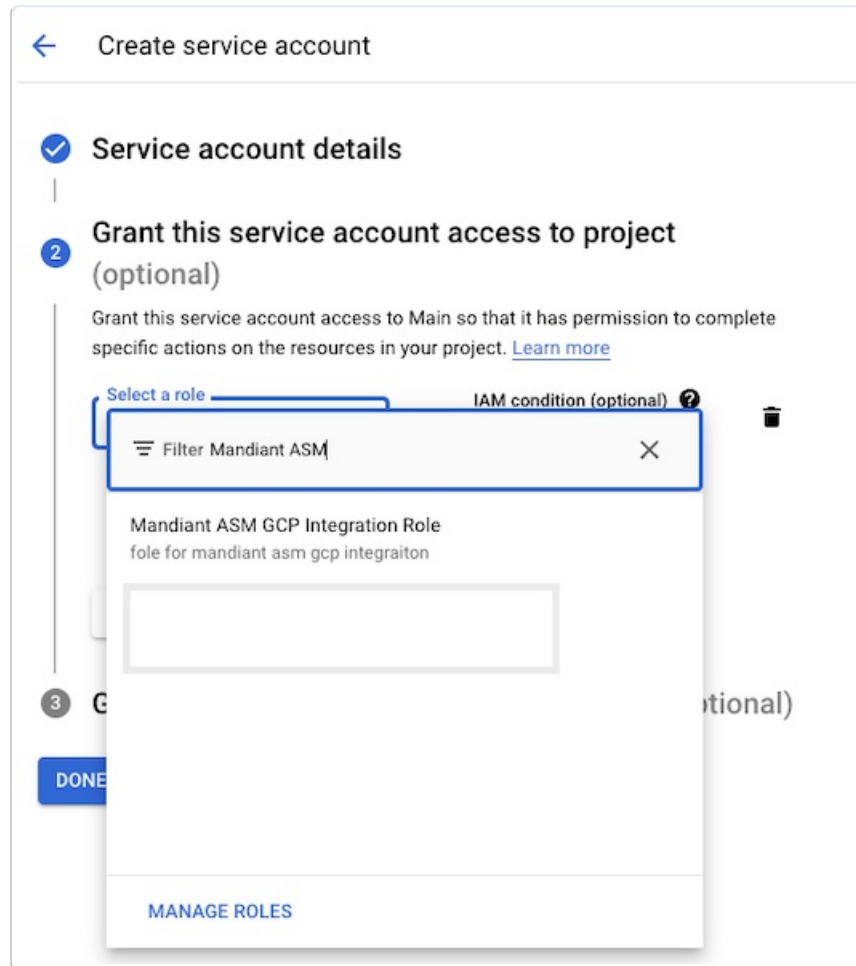 Create service account
Service account details
2
Grant this service account access to project
(optional)
Grant this service account access to Main so that it has permission to complete
specific actions on the resources in your project. Learn more
Select a role
IAM condition (optional)
Filter Mandiant ASM
Mandiant ASM GCP Integration Role
fole for mandiant asm gcp integraiton
3
G
tional)
DONE
MANAGE ROLES